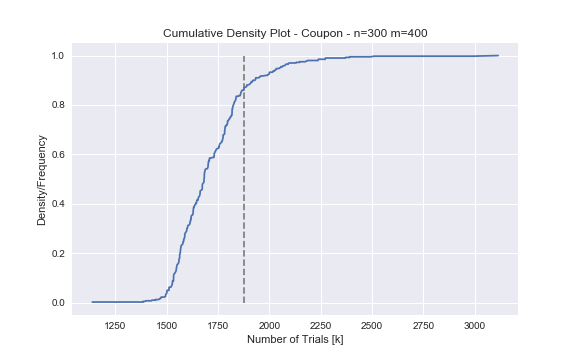 Cumulative Density Plot - Coupon - n=300 m=400
Density/Frequency
1.0
0.8
0.6
0.4
0.2
0.0
1250 1500 1750 2000 2250 2500 2750 3000
Number of Trials [k]